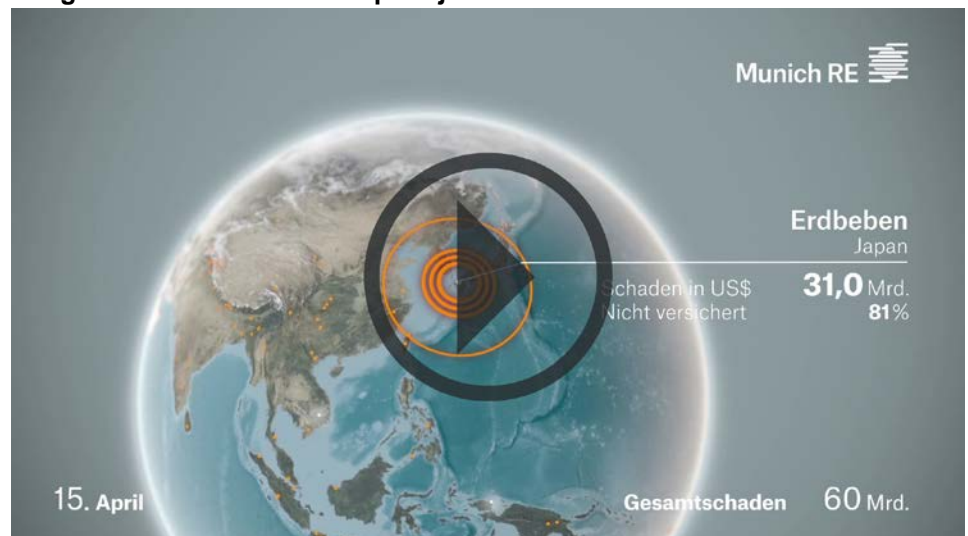 Munich RE
Erdbeben
Japan
Schaden in US$ 31,0 Mrd.
Nicht versichert 81%
15. April
Gesamtschaden 60 Mrd.